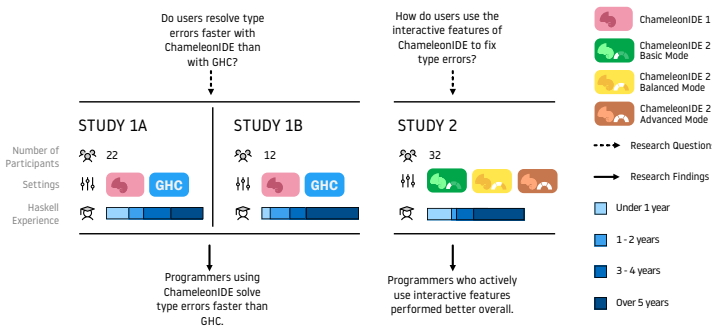 Do users resolve type
errors faster with
ChameleonIDE than
with GHC?
How do users use the
interactive features of
ChameleonIDE to fix
type errors?
STUDY 1A
STUDY 1B
STUDY 2
Number of
Participants
22
12
32
Settings
GHC
GHC
Haskell
Experience
Programmers using
ChameleonIDE solve
type errors faster than
GHC.
Programmers who actively
use interactive features
performed better overall.
ChameleonIDE 1
ChameleonIDE 2
Basic Mode
ChameleonIDE 2
Balanced Mode
ChameleonIDE 2
Advanced Mode
Research Questions
Research Findings
Under 1 year
1 - 2 years
3 - 4 years
Over 5 years